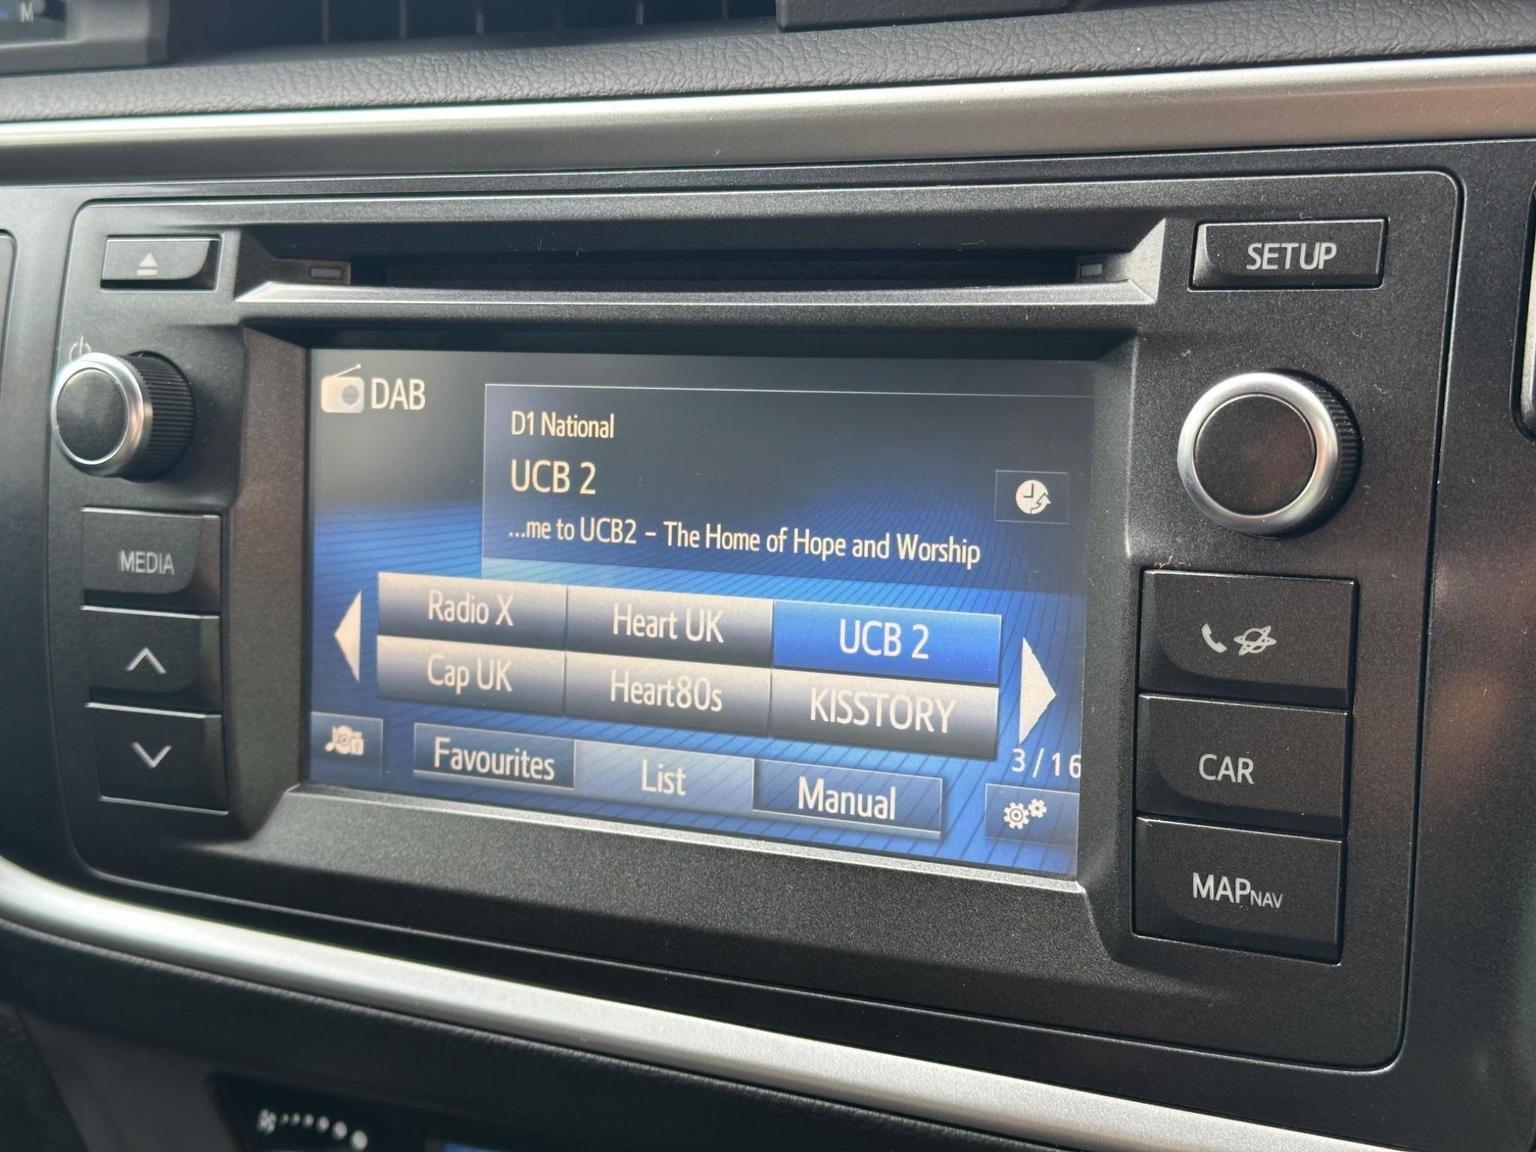 M
SETUP
DAB
D1 National
UCB 2
...me to UCB2 – The Home of Hope and Worship
MEDIA
Radio X Heart UK UCB 2
Cap UK Heart80s KISSTORY
3/16
Favourites List Manual
CAR
MAPNAV